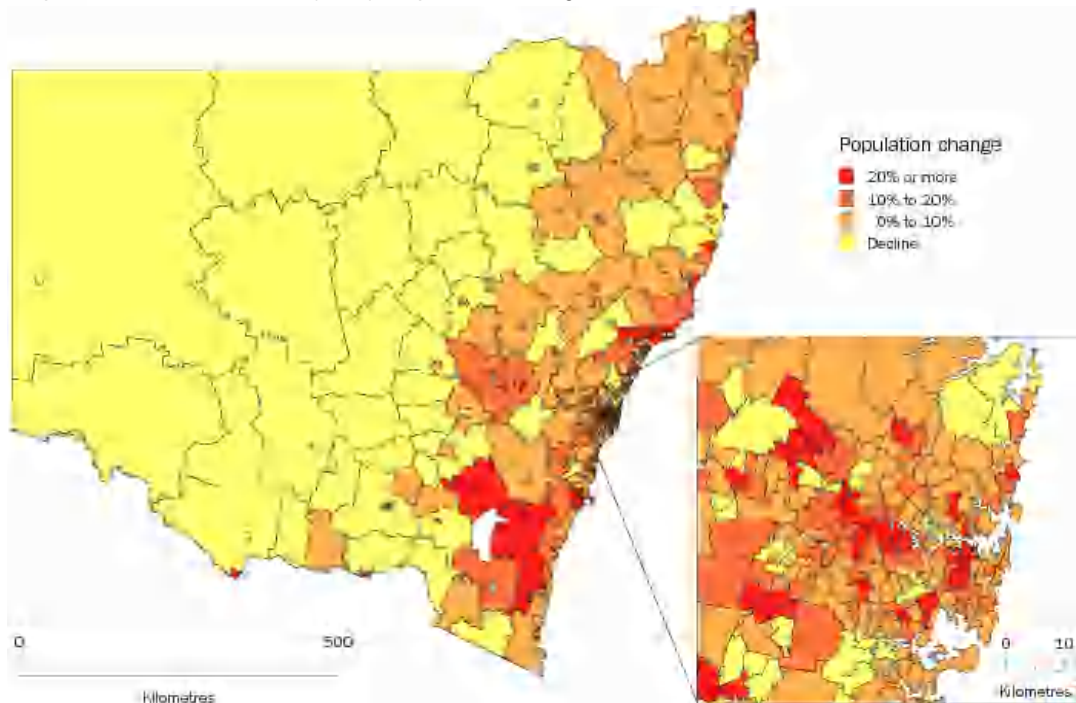 Population change
20% or more
10% to 20%
0% to 10%
Decline
0
500
Kilometres
0
10
Kilometres